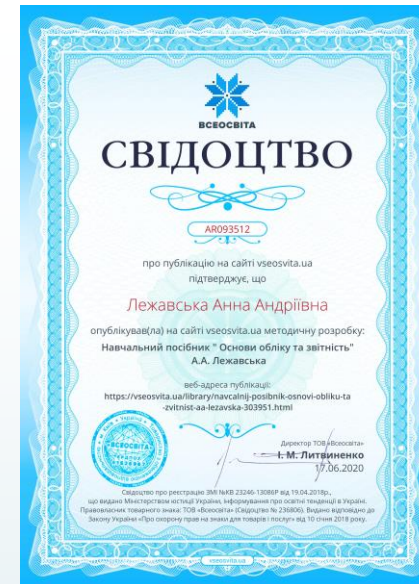 ВСЕОСВІТА
СВІДОЦТВО
AR093512
про публікацію на сайті vseosvita.ua
підтверджує, що
Лежавська Анна Андріївна
опублікував(ла) на сайті vseosvita.ua методичну розробку:
Навчальний посібник " Основи обліку та звітність"
А.А. Лежавська
веб-адреса публікації:
https://vseosvita.ua/library/navcalnij-posibnik-osnovi-obliku-ta
-zvitnist-aa-lezavska-303951.html
Директор ТОВ «Всеосвіта»
І. М. Литвиненко
17.06.2020
ВСЕОСВІТА
Свідоцтво про реєстрацію ЗМІ №КВ 23246-13086Р від 19.04.2018р.,
що видано Міністерством юстиції України, інформування про освітні тенденції в Україні.
Правовласник товарного знака: ТОВ «Всеосвіта» (Свідоцтво № 236806). Видано відповідно до
Закону України «Про охорону прав на знаки для товарів і послуг» від 10 січня 2018 року.
VSEOSVITA.UA